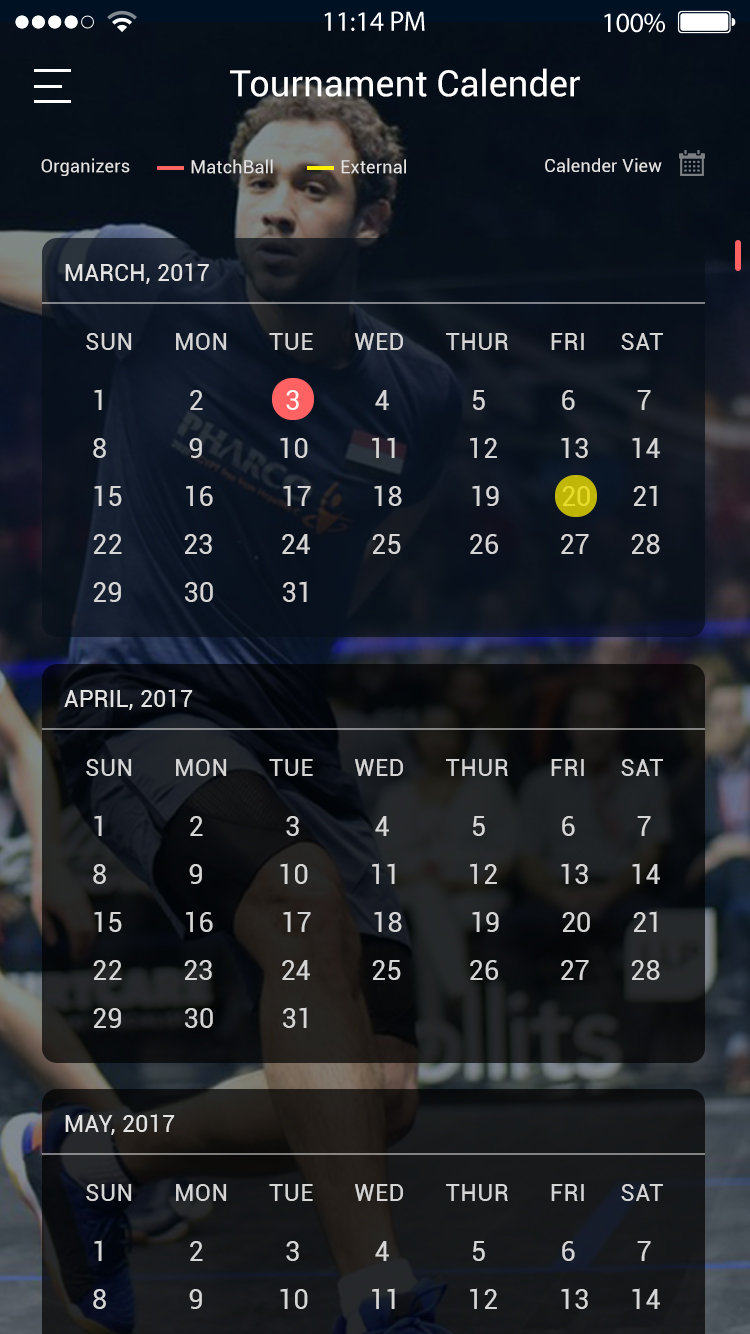 11:14 PM 100%
Tournament Calender
Organizers MatchBall External Calender View
MARCH, 2017
SUN MON TUE WED THUR FRI SAT
1 2 3 4 5 6 7
8 9 10 11 12 13 14
15 16 17 18 19 20 21
22 23 24 25 26 27 28
29 30 31
PHARCO
APRIL, 2017
SUN MON TUE WED THUR FRI SAT
1 2 3 4 5 6 7
8 9 10 11 12 13 14
15 16 17 18 19 20 21
22 23 24 25 26 27 28
29 30 31
MAY, 2017
SUN MON TUE WED THUR FRI SAT
1 2 3 4 5 6 7
8 9 10 11 12 13 14